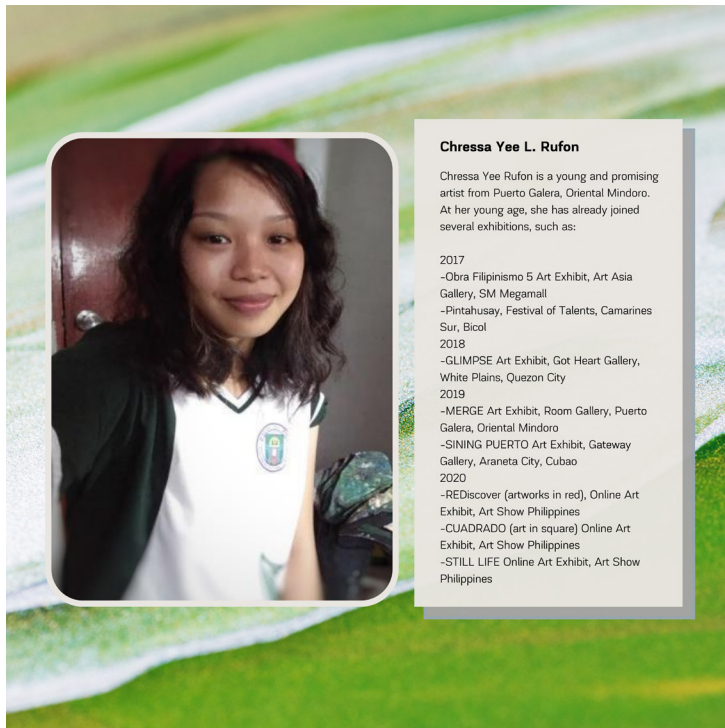 Chressa Yee L. Rufon
Chressa Yee Rufon is a young and promising
artist from Puerto Galera, Oriental Mindoro.
At her young age, she has already joined
several exhibitions, such as:
2017
-Obra Filipinismo 5 Art Exhibit, Art Asia
Gallery, SM Megamall
-Pintahusay, Festival of Talents, Camarines
Sur, Bicol
2018
-GLIMPSE Art Exhibit, Got Heart Gallery,
White Plains, Quezon City
2019
-MERGE Art Exhibit, Room Gallery, Puerto
Galera, Oriental Mindoro
-SINING PUERTO Art Exhibit, Gateway
Gallery, Araneta City, Cubao
2020
-REDiscover (artworks in red), Online Art
Exhibit, Art Show Philippines
-CUADRADO (art in square) Online Art
Exhibit, Art Show Philippines
-STILL LIFE Online Art Exhibit, Art Show
Philippines